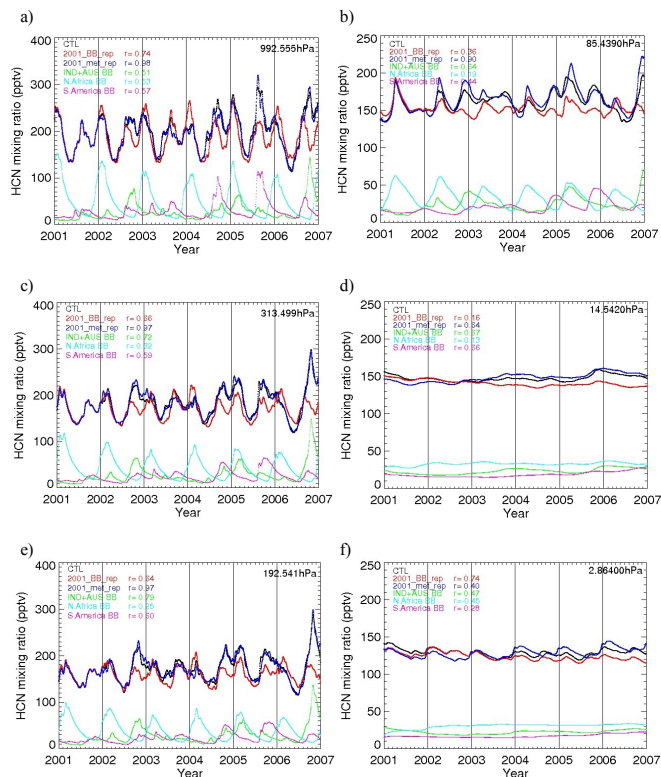 a)
992.555hPa
CTL
2001_BB_rep r= 0.74
2001_met_rep r= 0.98
IND+AUS BB r= 0.51
N.Africa BB r= 0.53
S.America BB r= 0.57
HCN mixing ratio (pptv)
400
300
200
100
0
2001 2002 2003 2004 2005 2006 2007
Year
b)
85.4390hPa
CTL
2001_BB_rep r= 0.36
2001_met_rep r= 0.90
IND+AUS BB r= 0.64
N.Africa BB r= 0.19
S.America BB r= 0.44
HCN mixing ratio (pptv)
250
200
150
100
50
0
2001 2002 2003 2004 2005 2006 2007
Year
c)
313.499hPa
CTL
2001_BB_rep r= 0.66
2001_met_rep r= 0.97
IND+AUS BB r= 0.72
N.Africa BB
S.America BB r= 0.59
HCN mixing ratio (pptv)
400
300
200
100
0
2001 2002 2003 2004 2005 2006 2007
Year
d)
14.5420hPa
CTL
2001_BB_rep r= 0.16
2001_met_rep r= 0.64
IND+AUS BB r= 0.67
N.Africa BB r= 0.13
S.America BB r= 0.66
HCN mixing ratio (pptv)
250
200
150
100
50
0
2001 2002 2003 2004 2005 2006 2007
Year
e)
192.541hPa
CTL
2001_BB_rep r= 0.64
2001_met_rep r= 0.97
IND+AUS BB r= 0.79
N.Africa BB r= 0.25
S.America BB r= 0.60
HCN mixing ratio (pptv)
400
300
200
100
0
2001 2002 2003 2004 2005 2006 2007
Year
f)
2.86400hPa
CTL
2001_BB_rep r= 0.74
2001_met_rep r= 0.40
IND+AUS BB r= 0.47
N.Africa BB r=-0.45
S.America BB r= 0.28
HCN mixing ratio (pptv)
250
200
150
100
50
0
2001 2002 2003 2004 2005 2006 2007
Year